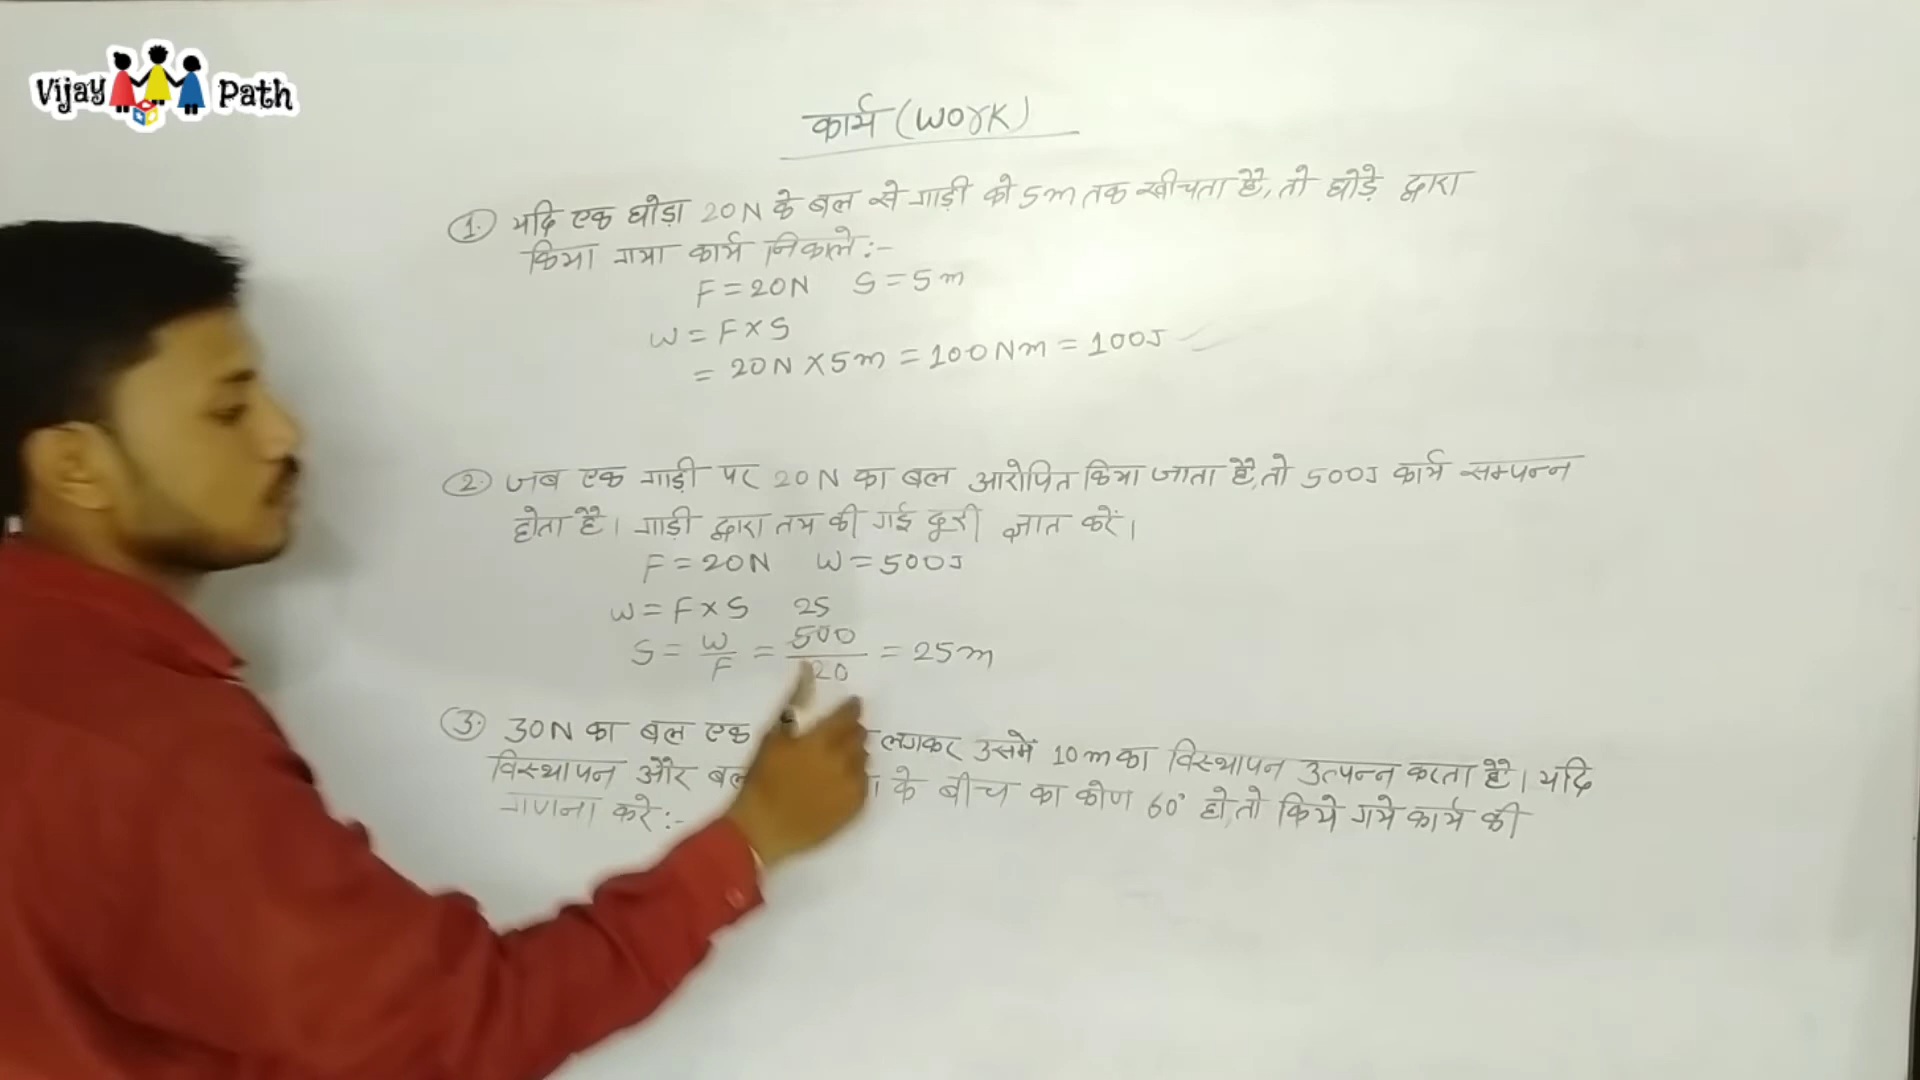 Vijay Path
कार्य (WORK)
1. यदि एक घोड़ा 20N के बल से गाड़ी को 5m तक खींचता है, तो घोड़े द्वारा
किया गया कार्य निकाले:-
F = 20N S = 5m
W = F×S
= 20N × 5m = 100Nm = 100J
2. जब एक गाड़ी पर 20N का बल आरोपित किया जाता है, तो 500J कार्य सम्पन्न
होता है। गाड़ी द्वारा तय की गई दूरी ज्ञात करें।
F = 20N W = 500J
W = F×S 25
S = W/F = 500/20 = 25m
3. 30N का बल एक लगकर उसमें 10m का विस्थापन उत्पन्न करता है। यदि
विस्थापन और बल के बीच का कोण 60° हो, तो किये गये कार्य की
गणना करे:-